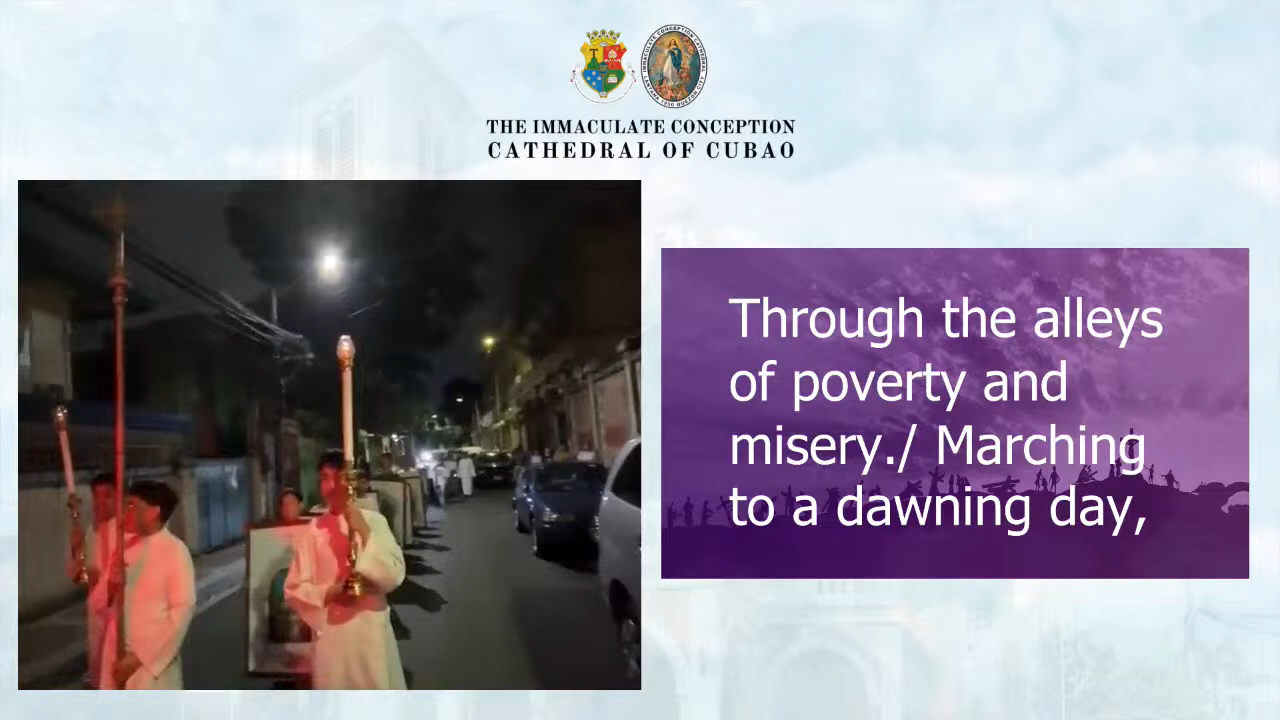 THE IMMACULATE CONCEPTION
CATHEDRAL OF CUBAO
Through the alleys
of poverty and
misery./ Marching
to a dawning day,